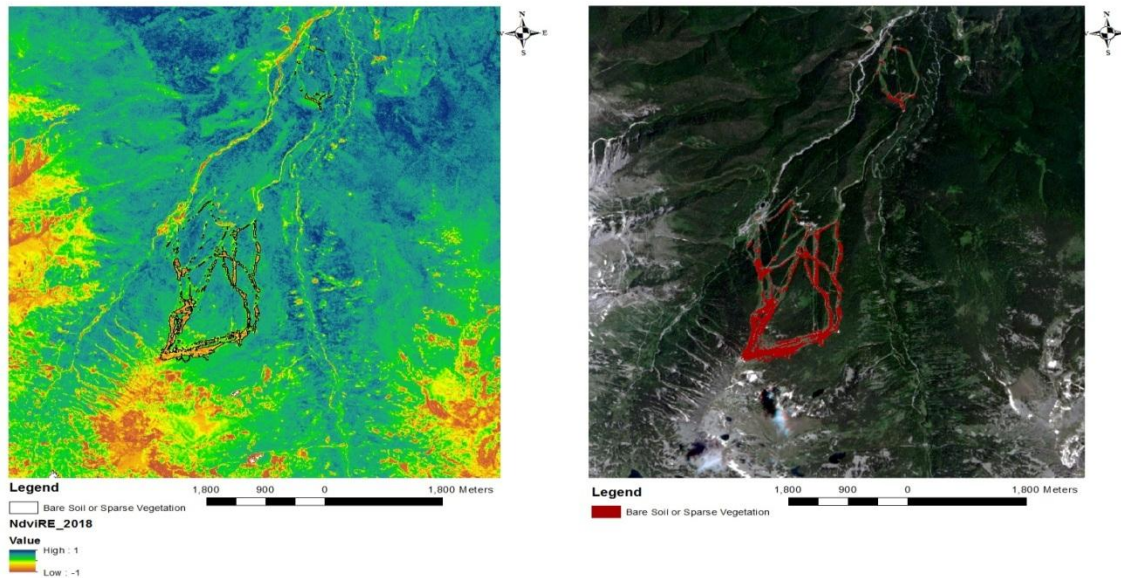 N
W E
S
Legend
Bare Soil or Sparse Vegetation
NdviRE_2018
Value
High : 1
Low : -1
1,800 900 0 1,800 Meters
N
E
S
Legend
Bare Soil or Sparse Vegetation
1,800 900 0 1,800 Meters